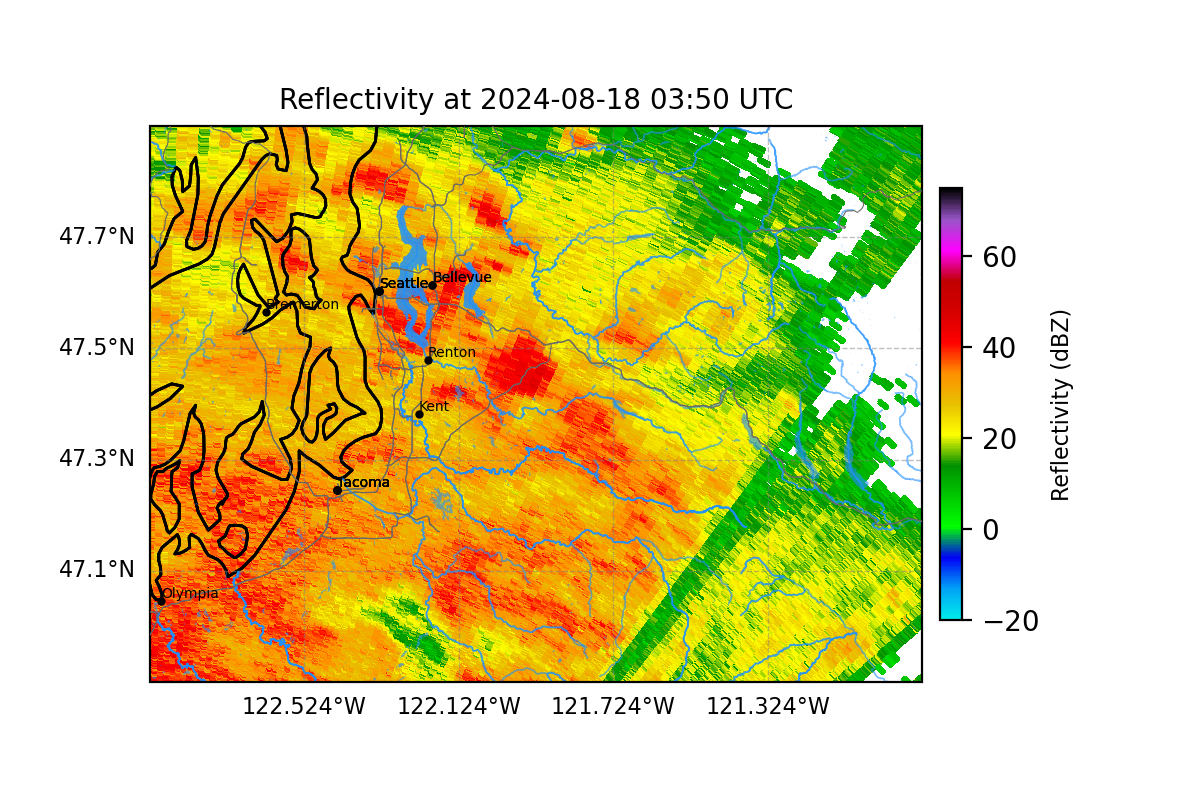 Reflectivity at 2024-08-18 03:50 UTC
47.7°N
47.5°N
47.3°N
47.1°N
Seattle
Bellevue
Bremerton
Renton
Kent
Tacoma
Olympia
122.524°W
122.124°W
121.724°W
121.324°W
60
40
20
0
−20
Reflectivity (dBZ)